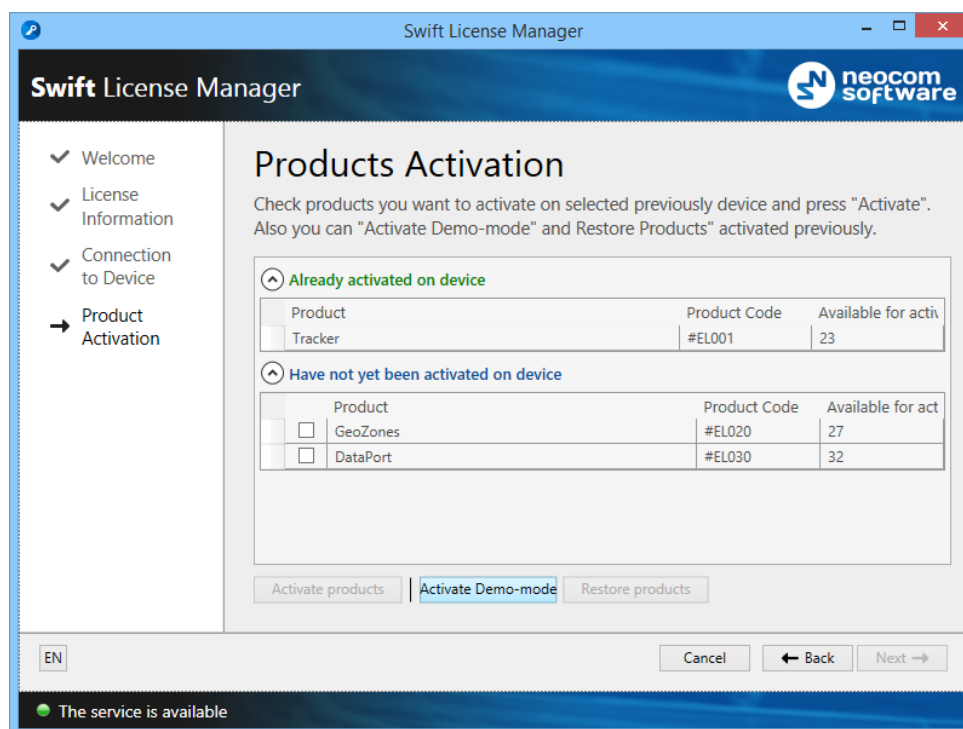 Swift License Manager
Swift License Manager
neocom
software
Welcome
License
Information
Connection
to Device
Product
Activation
Products Activation
Check products you want to activate on selected previously device and press "Activate".
Also you can "Activate Demo-mode" and Restore Products" activated previously.
Already activated on device
Product Product Code Available for activ
Tracker #EL001 23
Have not yet been activated on device
Product Product Code Available for act
GeoZones #EL020 27
DataPort #EL030 32
Activate products Activate Demo-mode Restore products
EN Cancel Back Next
The service is available